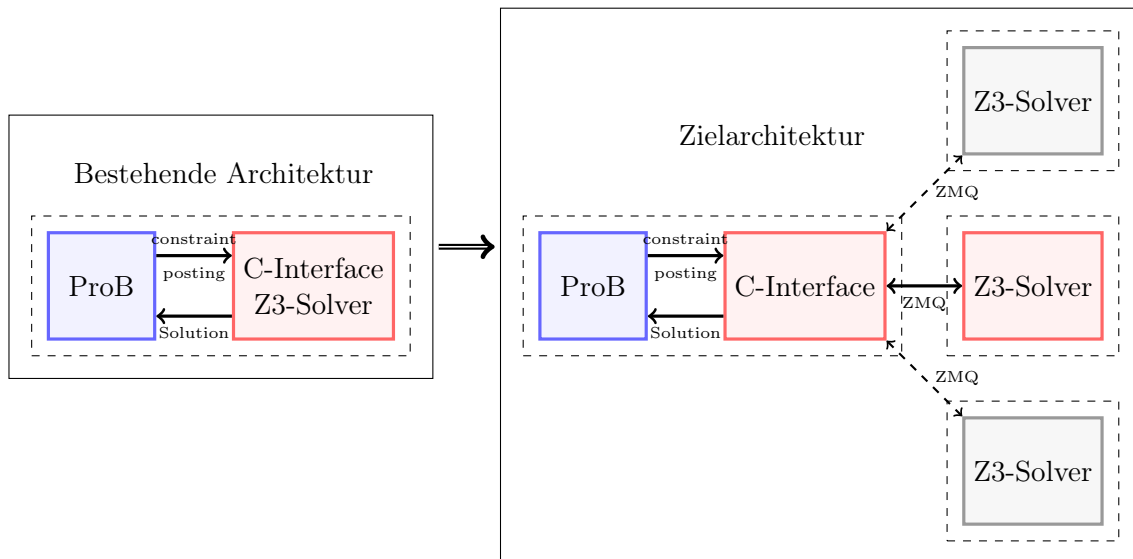 Bestehende Architektur
ProB
constraint
posting
Solution
C-Interface
Z3-Solver
Zielarchitektur
ProB
constraint
posting
Solution
C-Interface
ZMQ
ZMQ
ZMQ
Z3-Solver
Z3-Solver
Z3-Solver